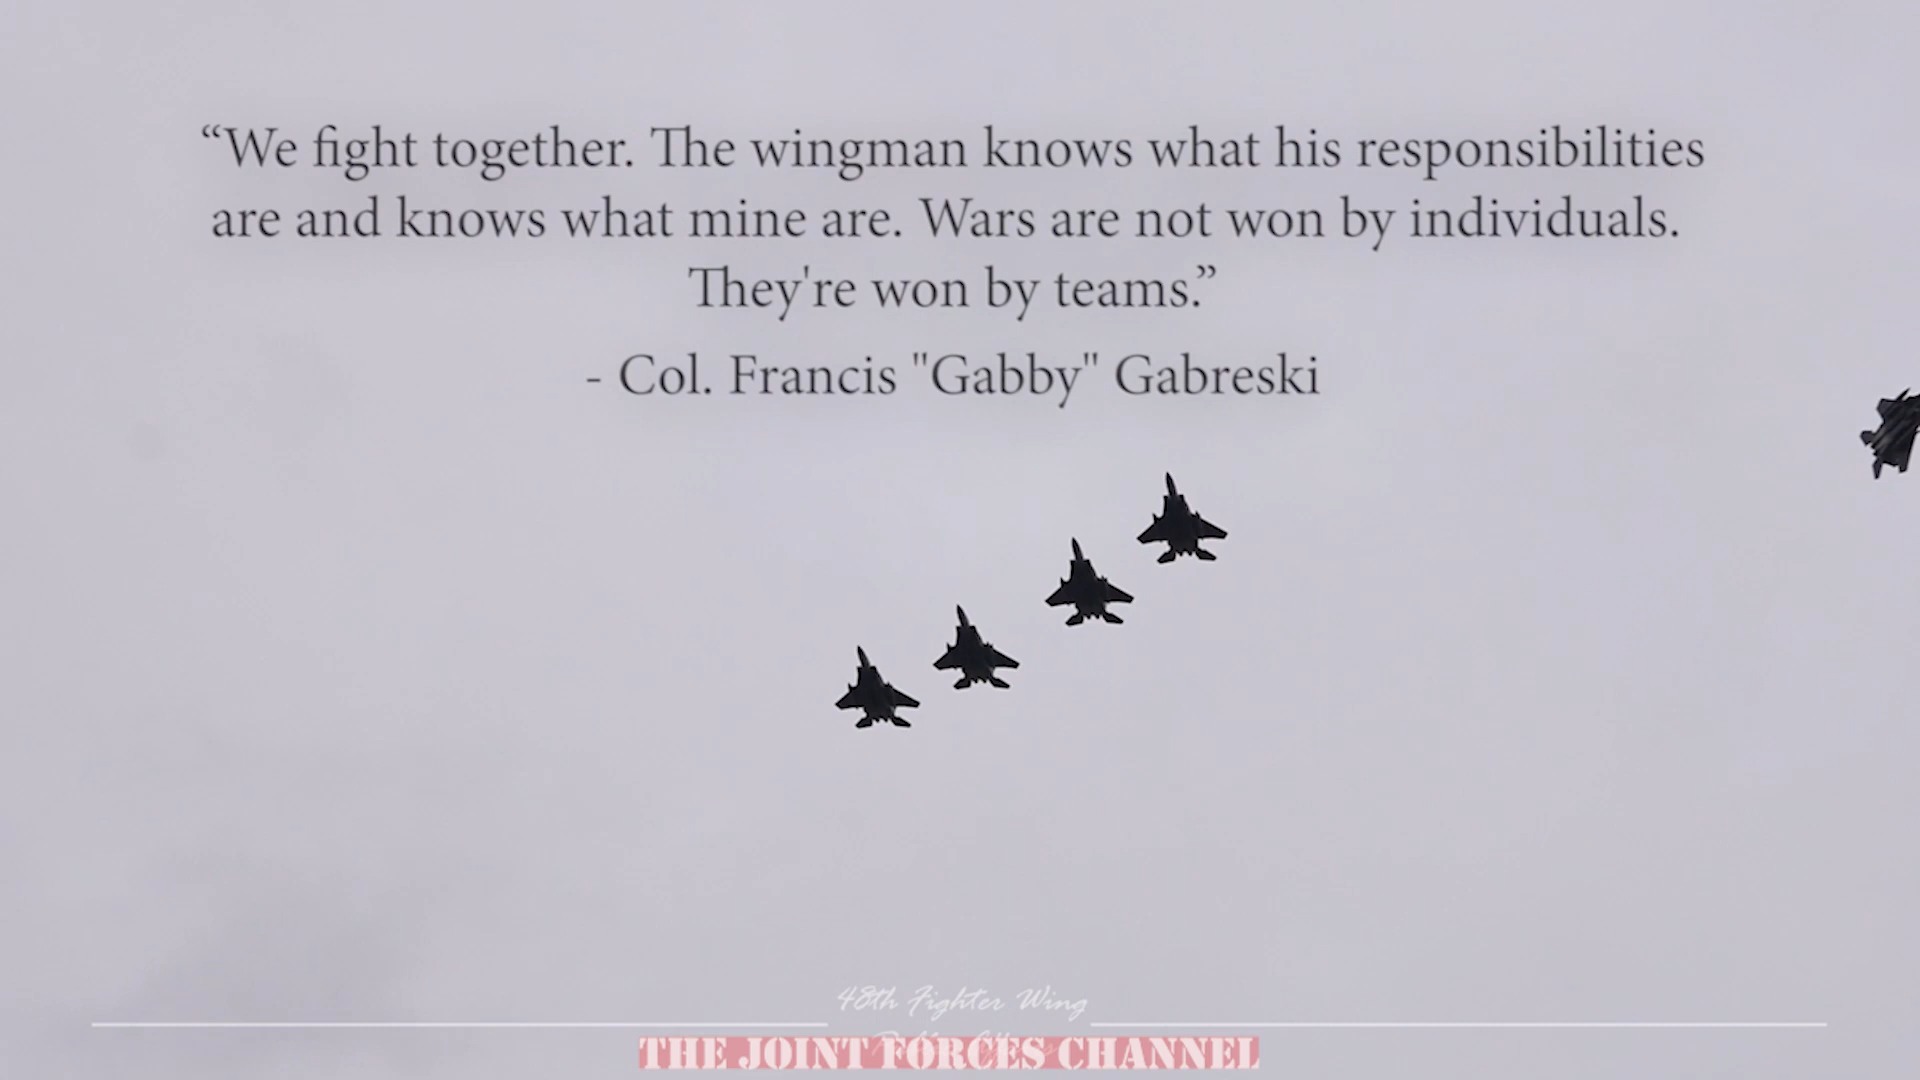 “We fight together. The wingman knows what his responsibilities
are and knows what mine are. Wars are not won by individuals.
They're won by teams.”
- Col. Francis "Gabby" Gabreski
48th Fighter Wing
THE JOINT FORCES CHANNEL